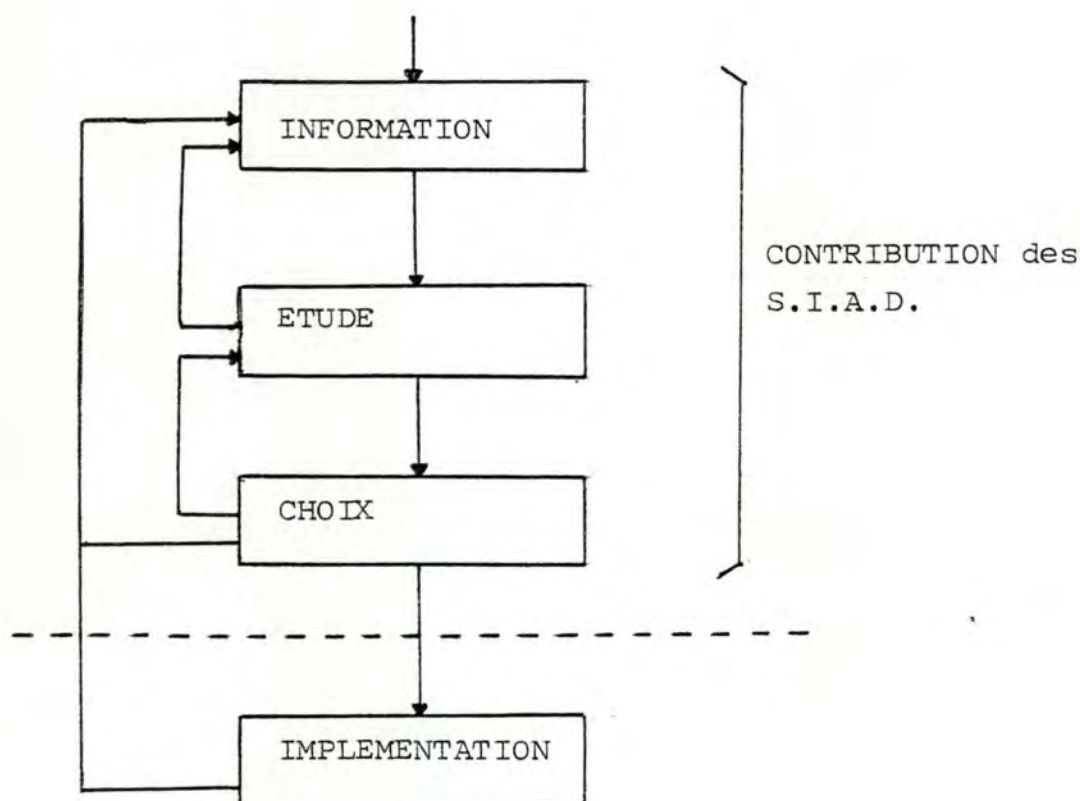 INFORMATION
CONTRIBUTION des
S.I.A.D.
ETUDE
CHOIX
IMPLEMENTATION